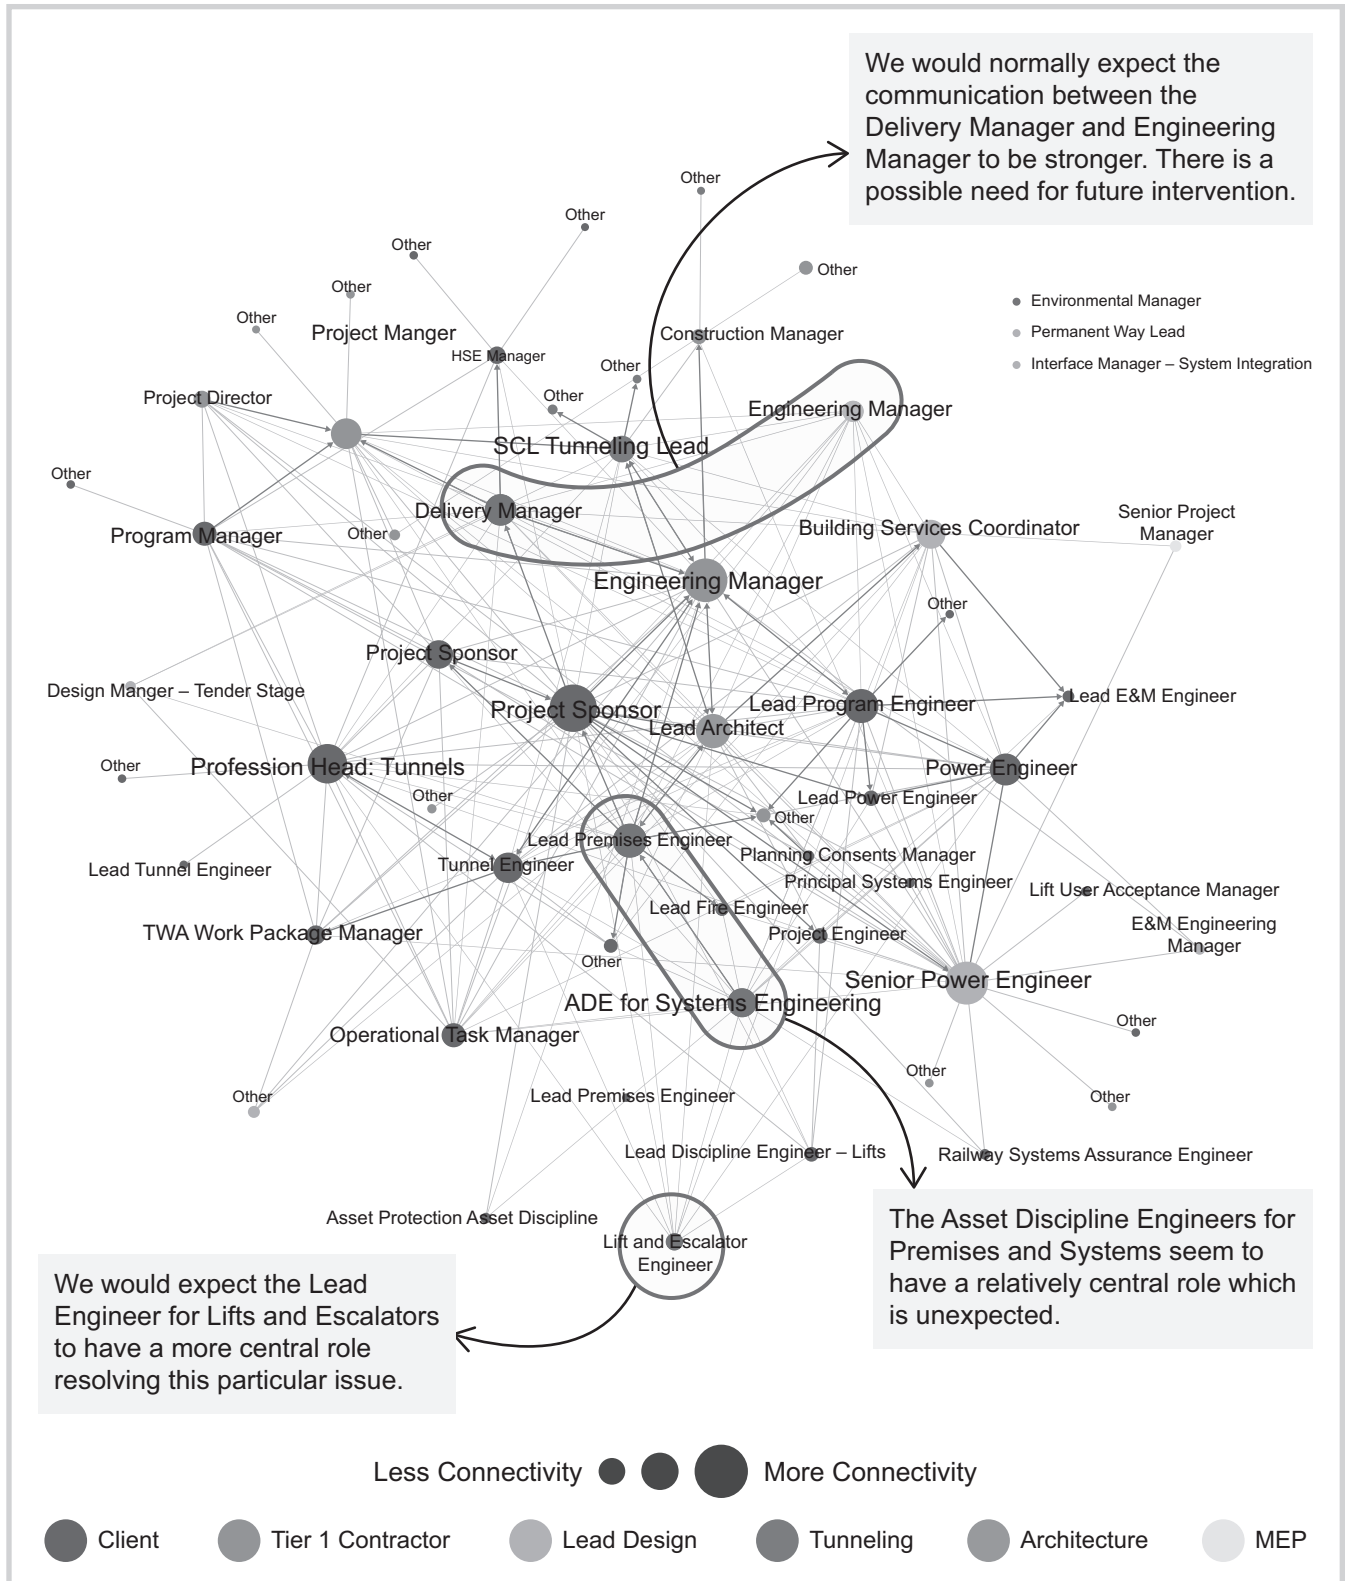 We would normally expect the
communication between the
Delivery Manager and Engineering
Manager to be stronger. There is a
possible need for future intervention.
Other
Other
Other
Other
Other
Other
Project Manger
HSE Manager
Construction Manager
Environmental Manager
Permanent Way Lead
Interface Manager – System Integration
Other
Other
Project Director
Engineering Manager
SCL Tunneling Lead
Other
Delivery Manager
Program Manager
Other
Building Services Coordinator
Senior Project
Manager
Engineering Manager
Other
Project Sponsor
Design Manger – Tender Stage
Project Sponsor
Lead Program Engineer
Lead E&M Engineer
Lead Architect
Other
Profession Head: Tunnels
Power Engineer
Other
Lead Power Engineer
Other
Lead Premises Engineer
Planning Consents Manager
Lead Tunnel Engineer
Tunnel Engineer
Principal Systems Engineer
Lift User Acceptance Manager
Lead Fire Engineer
E&M Engineering
Manager
TWA Work Package Manager
Project Engineer
Other
Senior Power Engineer
ADE for Systems Engineering
Operational Task Manager
Other
Other
Other
Other
Lead Premises Engineer
Lead Discipline Engineer – Lifts
Railway Systems Assurance Engineer
Asset Protection Asset Discipline
Lift and Escalator
Engineer
The Asset Discipline Engineers for
Premises and Systems seem to
have a relatively central role which
is unexpected.
We would expect the Lead
Engineer for Lifts and Escalators
to have a more central role
resolving this particular issue.
Less Connectivity
More Connectivity
Client
Tier 1 Contractor
Lead Design
Tunneling
Architecture
MEP